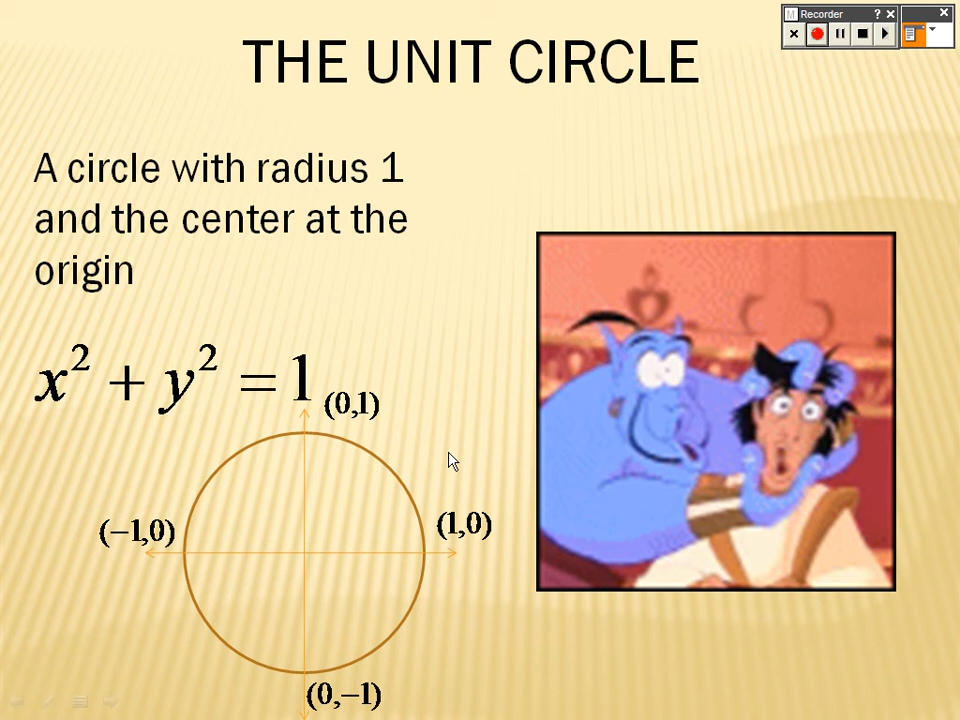 M Recorder ? ×
THE UNIT CIRCLE
A circle with radius 1
and the center at the
origin
x² + y² = 1
(0,1)
(−1,0)
(1,0)
(0,−1)